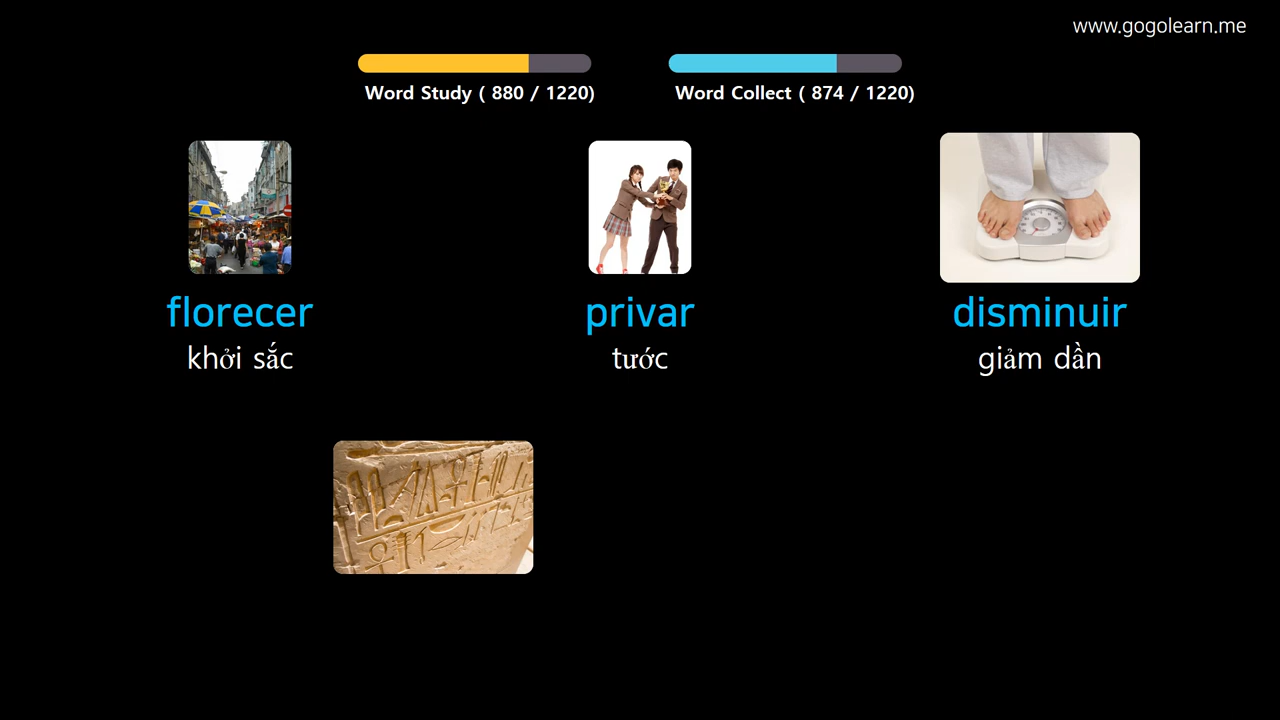 www.gogolearn.me
Word Study ( 880 / 1220)
Word Collect ( 874 / 1220)
florecer
khởi sắc
privar
tước
disminuir
giảm dần